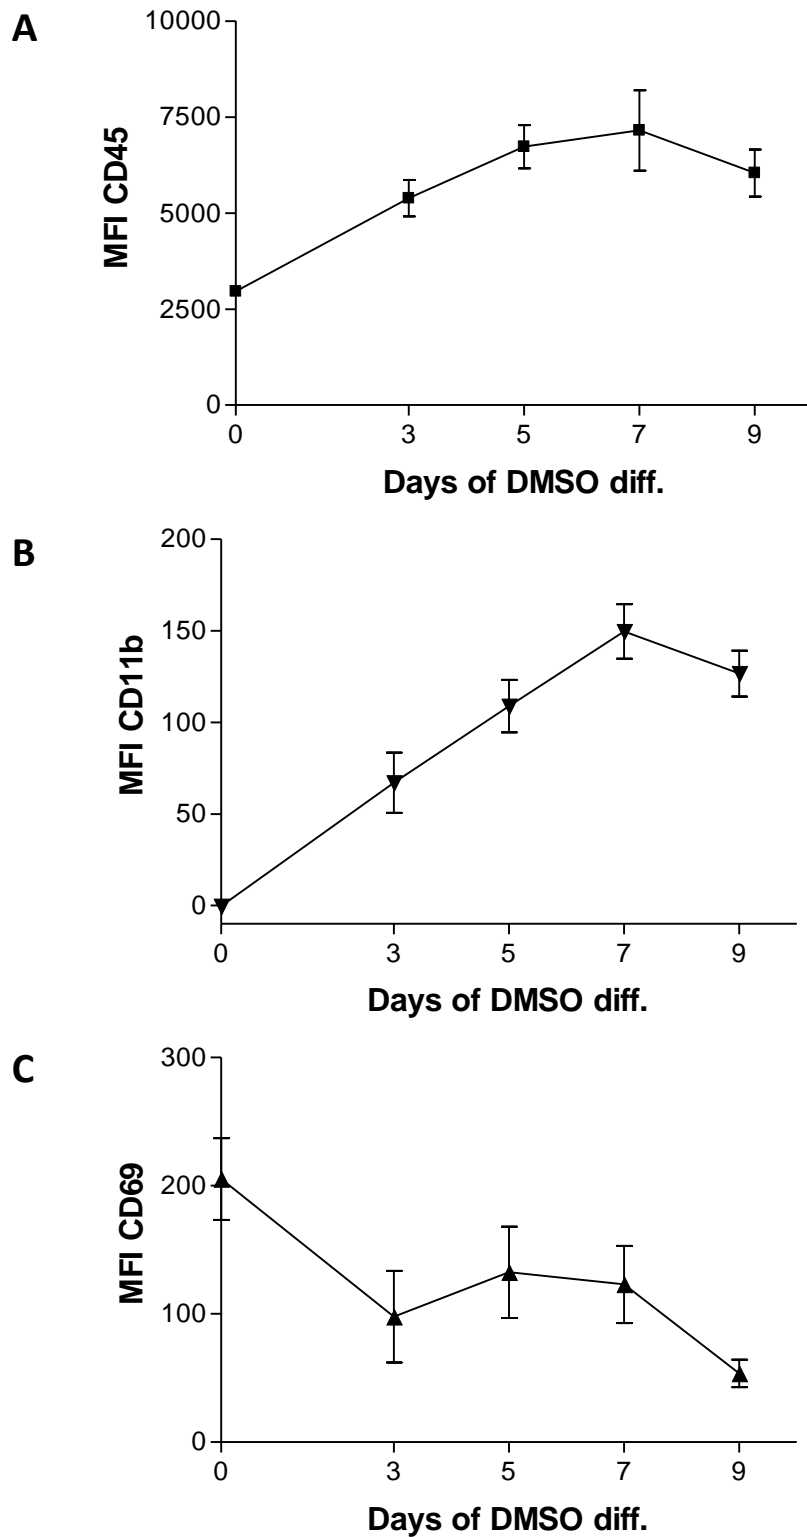 A
MFI CD45
10000
7500
5000
2500
0
0 3 5 7 9
Days of DMSO diff.
B
MFI CD11b
200
150
100
50
0
0 3 5 7 9
Days of DMSO diff.
C
MFI CD69
300
200
100
0
0 3 5 7 9
Days of DMSO diff.